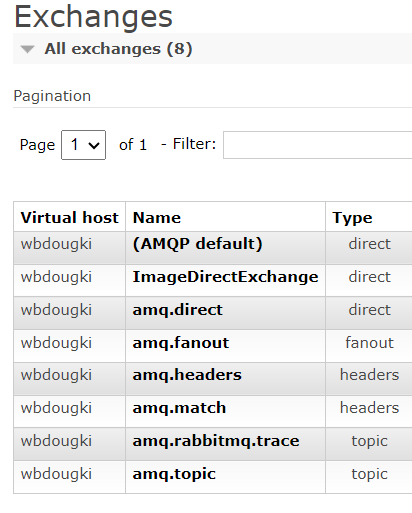 Exchanges
All exchanges (8)
Pagination
Page 1 of 1 - Filter:
Virtual host Name Type
wbdougki (AMQP default) direct
wbdougki ImageDirectExchange direct
wbdougki amq.direct direct
wbdougki amq.fanout fanout
wbdougki amq.headers headers
wbdougki amq.match headers
wbdougki amq.rabbitmq.trace topic
wbdougki amq.topic topic